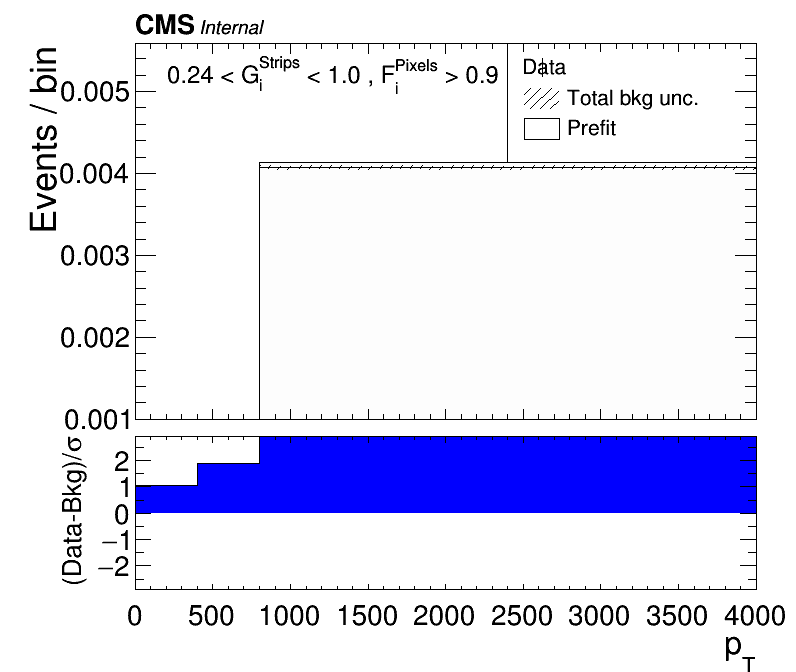 CMS Internal
0.24 < G_i^Strips < 1.0 , F_i^Pixels > 0.9
Data
Total bkg unc.
Prefit
Events / bin
0.005
0.004
0.003
0.002
0.001
(Data-Bkg)/σ
2
1
0
−1
−2
0 500 1000 1500 2000 2500 3000 3500 4000
p_T